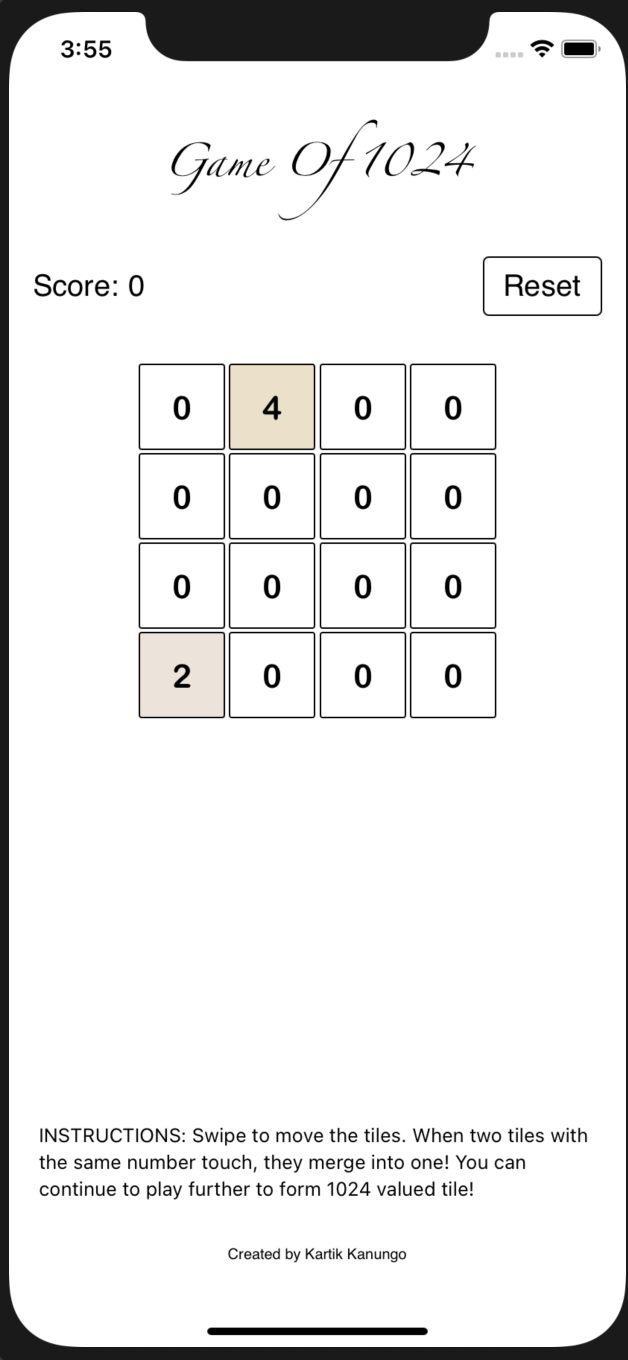 3:55
Game Of 1024
Score: 0
Reset
0 4 0 0
0 0 0 0
0 0 0 0
2 0 0 0
INSTRUCTIONS: Swipe to move the tiles. When two tiles with
the same number touch, they merge into one! You can
continue to play further to form 1024 valued tile!
Created by Kartik Kanungo